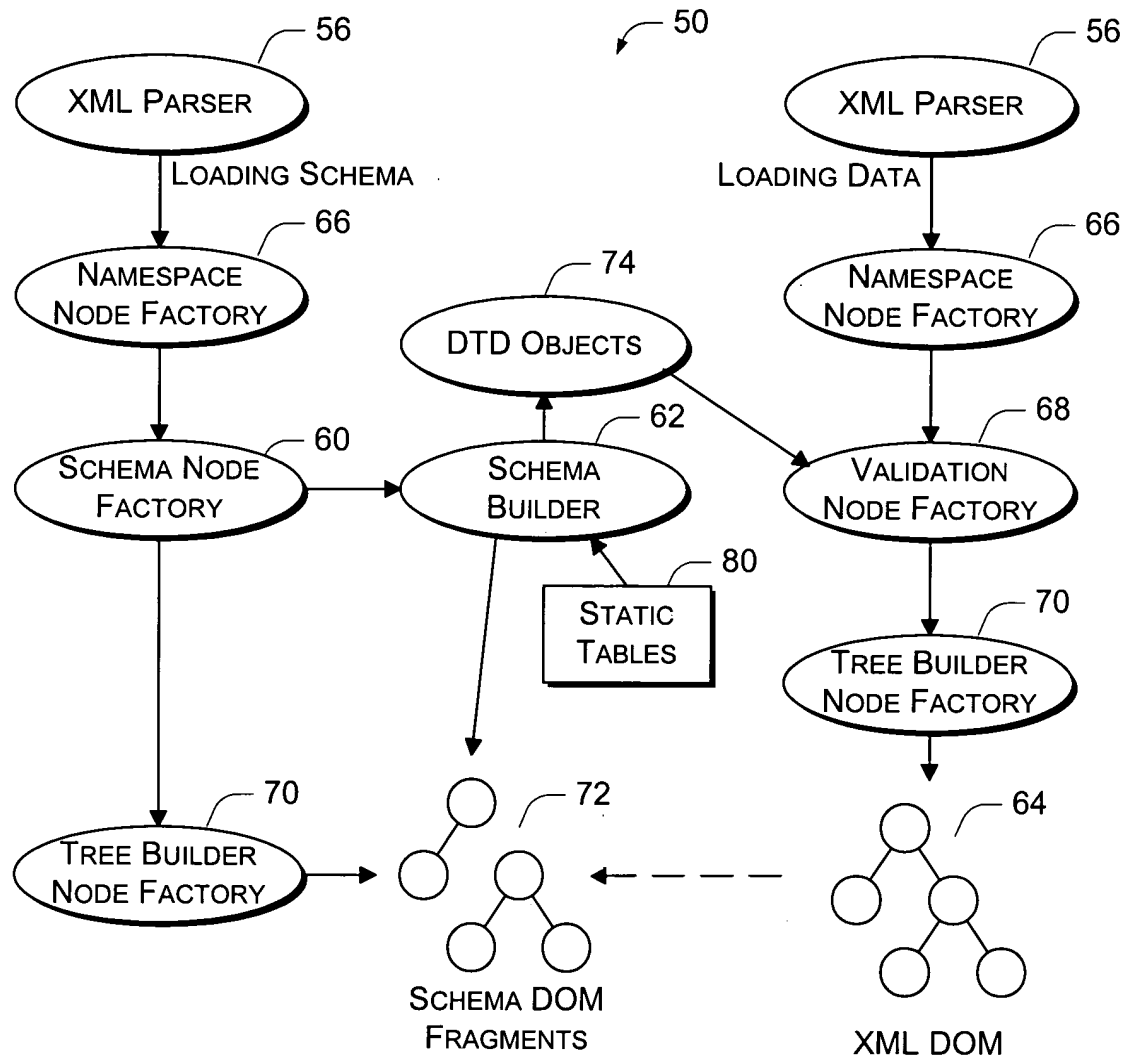 50
56
XML PARSER
LOADING SCHEMA
66
NAMESPACE
NODE FACTORY
60
SCHEMA NODE
FACTORY
70
TREE BUILDER
NODE FACTORY
74
DTD OBJECTS
62
SCHEMA
BUILDER
80
STATIC
TABLES
72
SCHEMA DOM
FRAGMENTS
56
XML PARSER
LOADING DATA
66
NAMESPACE
NODE FACTORY
68
VALIDATION
NODE FACTORY
70
TREE BUILDER
NODE FACTORY
64
XML DOM